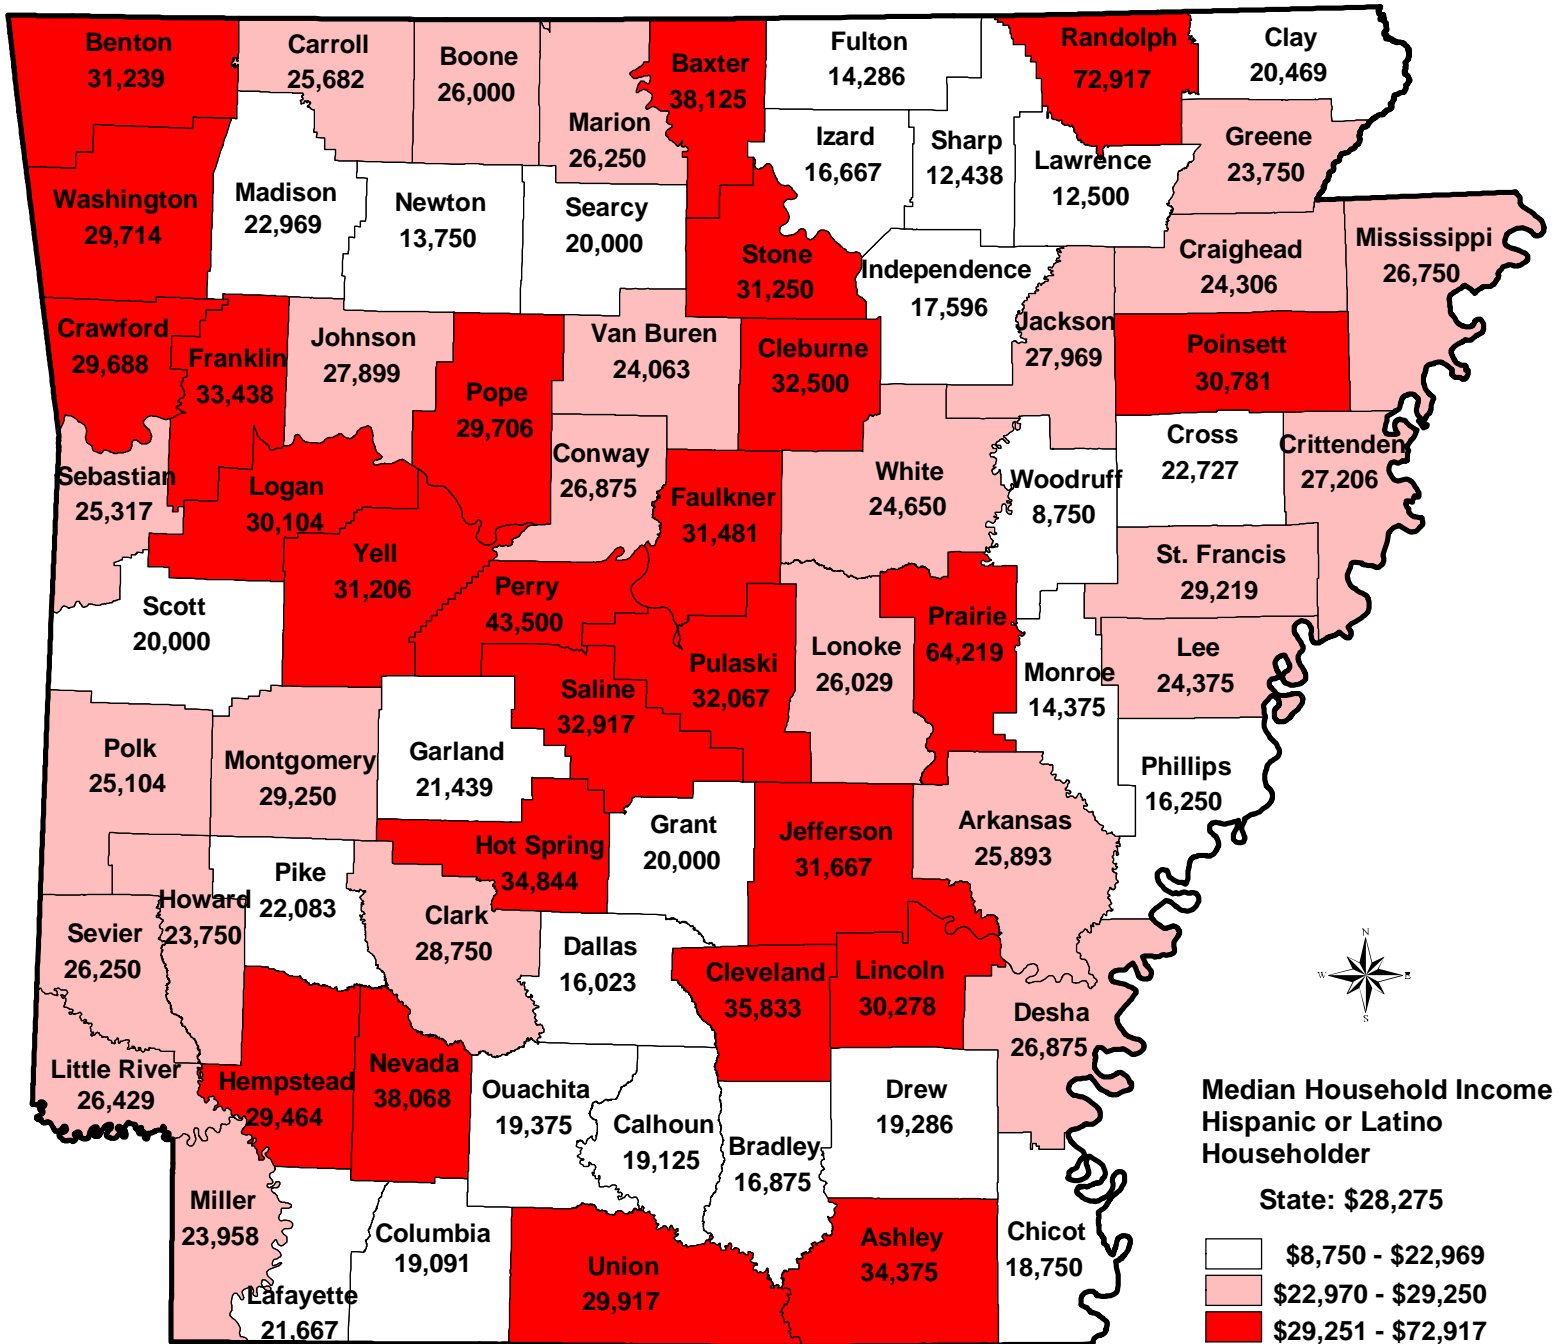 Benton
31,239
Carroll
25,682
Boone
26,000
Marion
26,250
Baxter
38,125
Fulton
14,286
Randolph
72,917
Clay
20,469
Izard
16,667
Sharp
12,438
Lawrence
12,500
Greene
23,750
Washington
29,714
Madison
22,969
Newton
13,750
Searcy
20,000
Stone
31,250
Independence
17,596
Jackson
27,969
Craighead
24,306
Mississippi
26,750
Crawford
29,688
Franklin
33,438
Johnson
27,899
Pope
29,706
Van Buren
24,063
Cleburne
32,500
Poinsett
30,781
Sebastian
25,317
Logan
30,104
Conway
26,875
Faulkner
31,481
White
24,650
Woodruff
8,750
Cross
22,727
Crittenden
27,206
Yell
31,206
Perry
43,500
St. Francis
29,219
Scott
20,000
Saline
32,917
Pulaski
32,067
Lonoke
26,029
Prairie
64,219
Monroe
14,375
Lee
24,375
Polk
25,104
Montgomery
29,250
Garland
21,439
Phillips
16,250
Hot Spring
34,844
Grant
20,000
Jefferson
31,667
Arkansas
25,893
Howard
23,750
Pike
22,083
Clark
28,750
Sevier
26,250
Dallas
16,023
Cleveland
35,833
Lincoln
30,278
Desha
26,875
Little River
26,429
Hempstead
29,464
Nevada
38,068
Ouachita
19,375
Calhoun
19,125
Bradley
16,875
Drew
19,286
Miller
23,958
Lafayette
21,667
Columbia
19,091
Union
29,917
Ashley
34,375
Chicot
18,750
N
W
E
S
Median Household Income
Hispanic or Latino
Householder
State: $28,275
$8,750 - $22,969
$22,970 - $29,250
$29,251 - $72,917